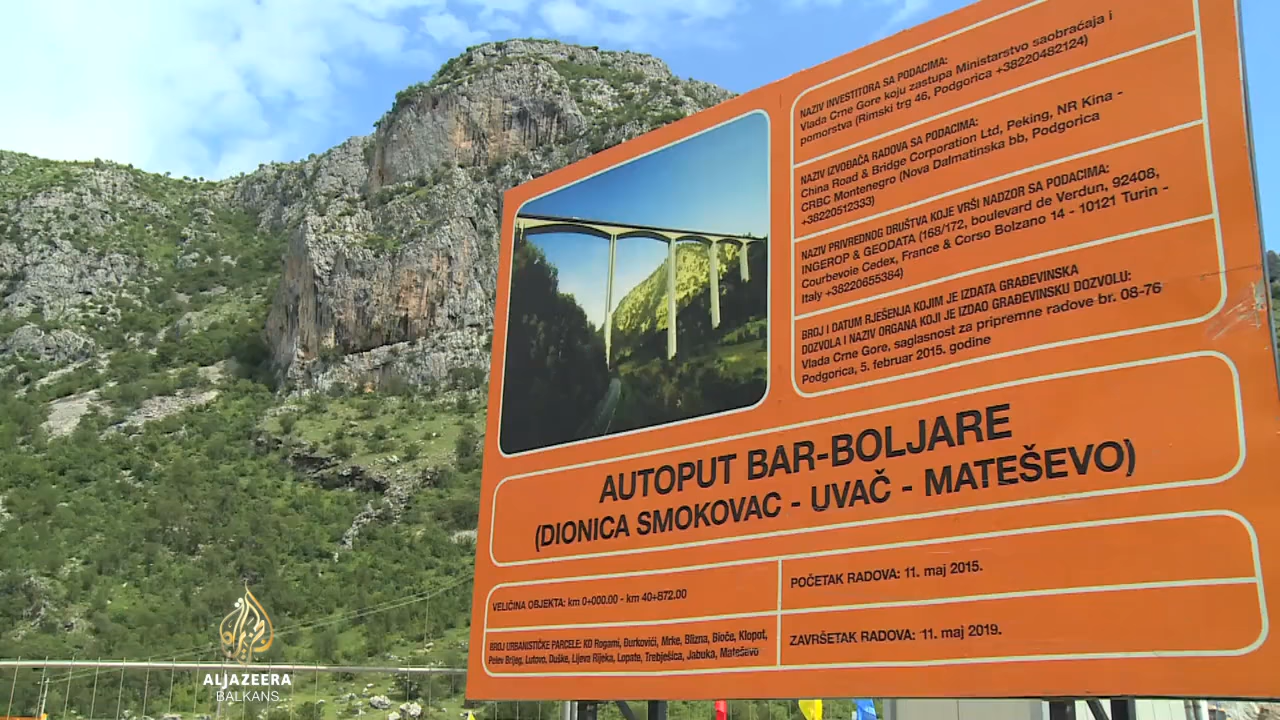 NAZIV INVESTITORA SA PODACIMA:
Vlada Crne Gore koju zastupa Ministarstvo saobraćaja i
pomorstva (Rimski trg 46, Podgorica +38220482124)
NAZIV IZVOĐAČA RADOVA SA PODACIMA:
China Road & Bridge Corporation Ltd, Peking, NR Kina -
CRBC Montenegro (Nova Dalmatinska bb, Podgorica
+38220512333)
NAZIV PRIVREDNOG DRUŠTVA KOJE VRŠI NADZOR SA PODACIMA:
INGEROP & GEODATA (168/172, boulevard de Verdun, 92408,
Courbevoie Cedex, France & Corso Bolzano 14 - 10121 Turin -
Italy +38220655384)
BROJ I DATUM RJEŠENJA KOJIM JE IZDATA GRAĐEVINSKA
DOZVOLA I NAZIV ORGANA KOJI JE IZDAO GRAĐEVINSKU DOZVOLU:
Vlada Crne Gore, saglasnost za pripremne radove br. 08-76
Podgorica, 5. februar 2015. godine
AUTOPUT BAR-BOLJARE
(DIONICA SMOKOVAC - UVAČ - MATEŠEVO)
VELIČINA OBJEKTA: km 0+000.00 - km 40+872.00
BROJ URBANISTIČKE PARCELE: KO Rogami, Đurkovići, Mrke, Blizna, Bioče, Klopot,
Pelev Brijeg, Lutovo, Duške, Lijeva Rijeka, Lopate, Trebješica, Jabuka, Mateševo
POČETAK RADOVA: 11. maj 2015.
ZAVRŠETAK RADOVA: 11. maj 2019.
ALJAZEERA
BALKANS